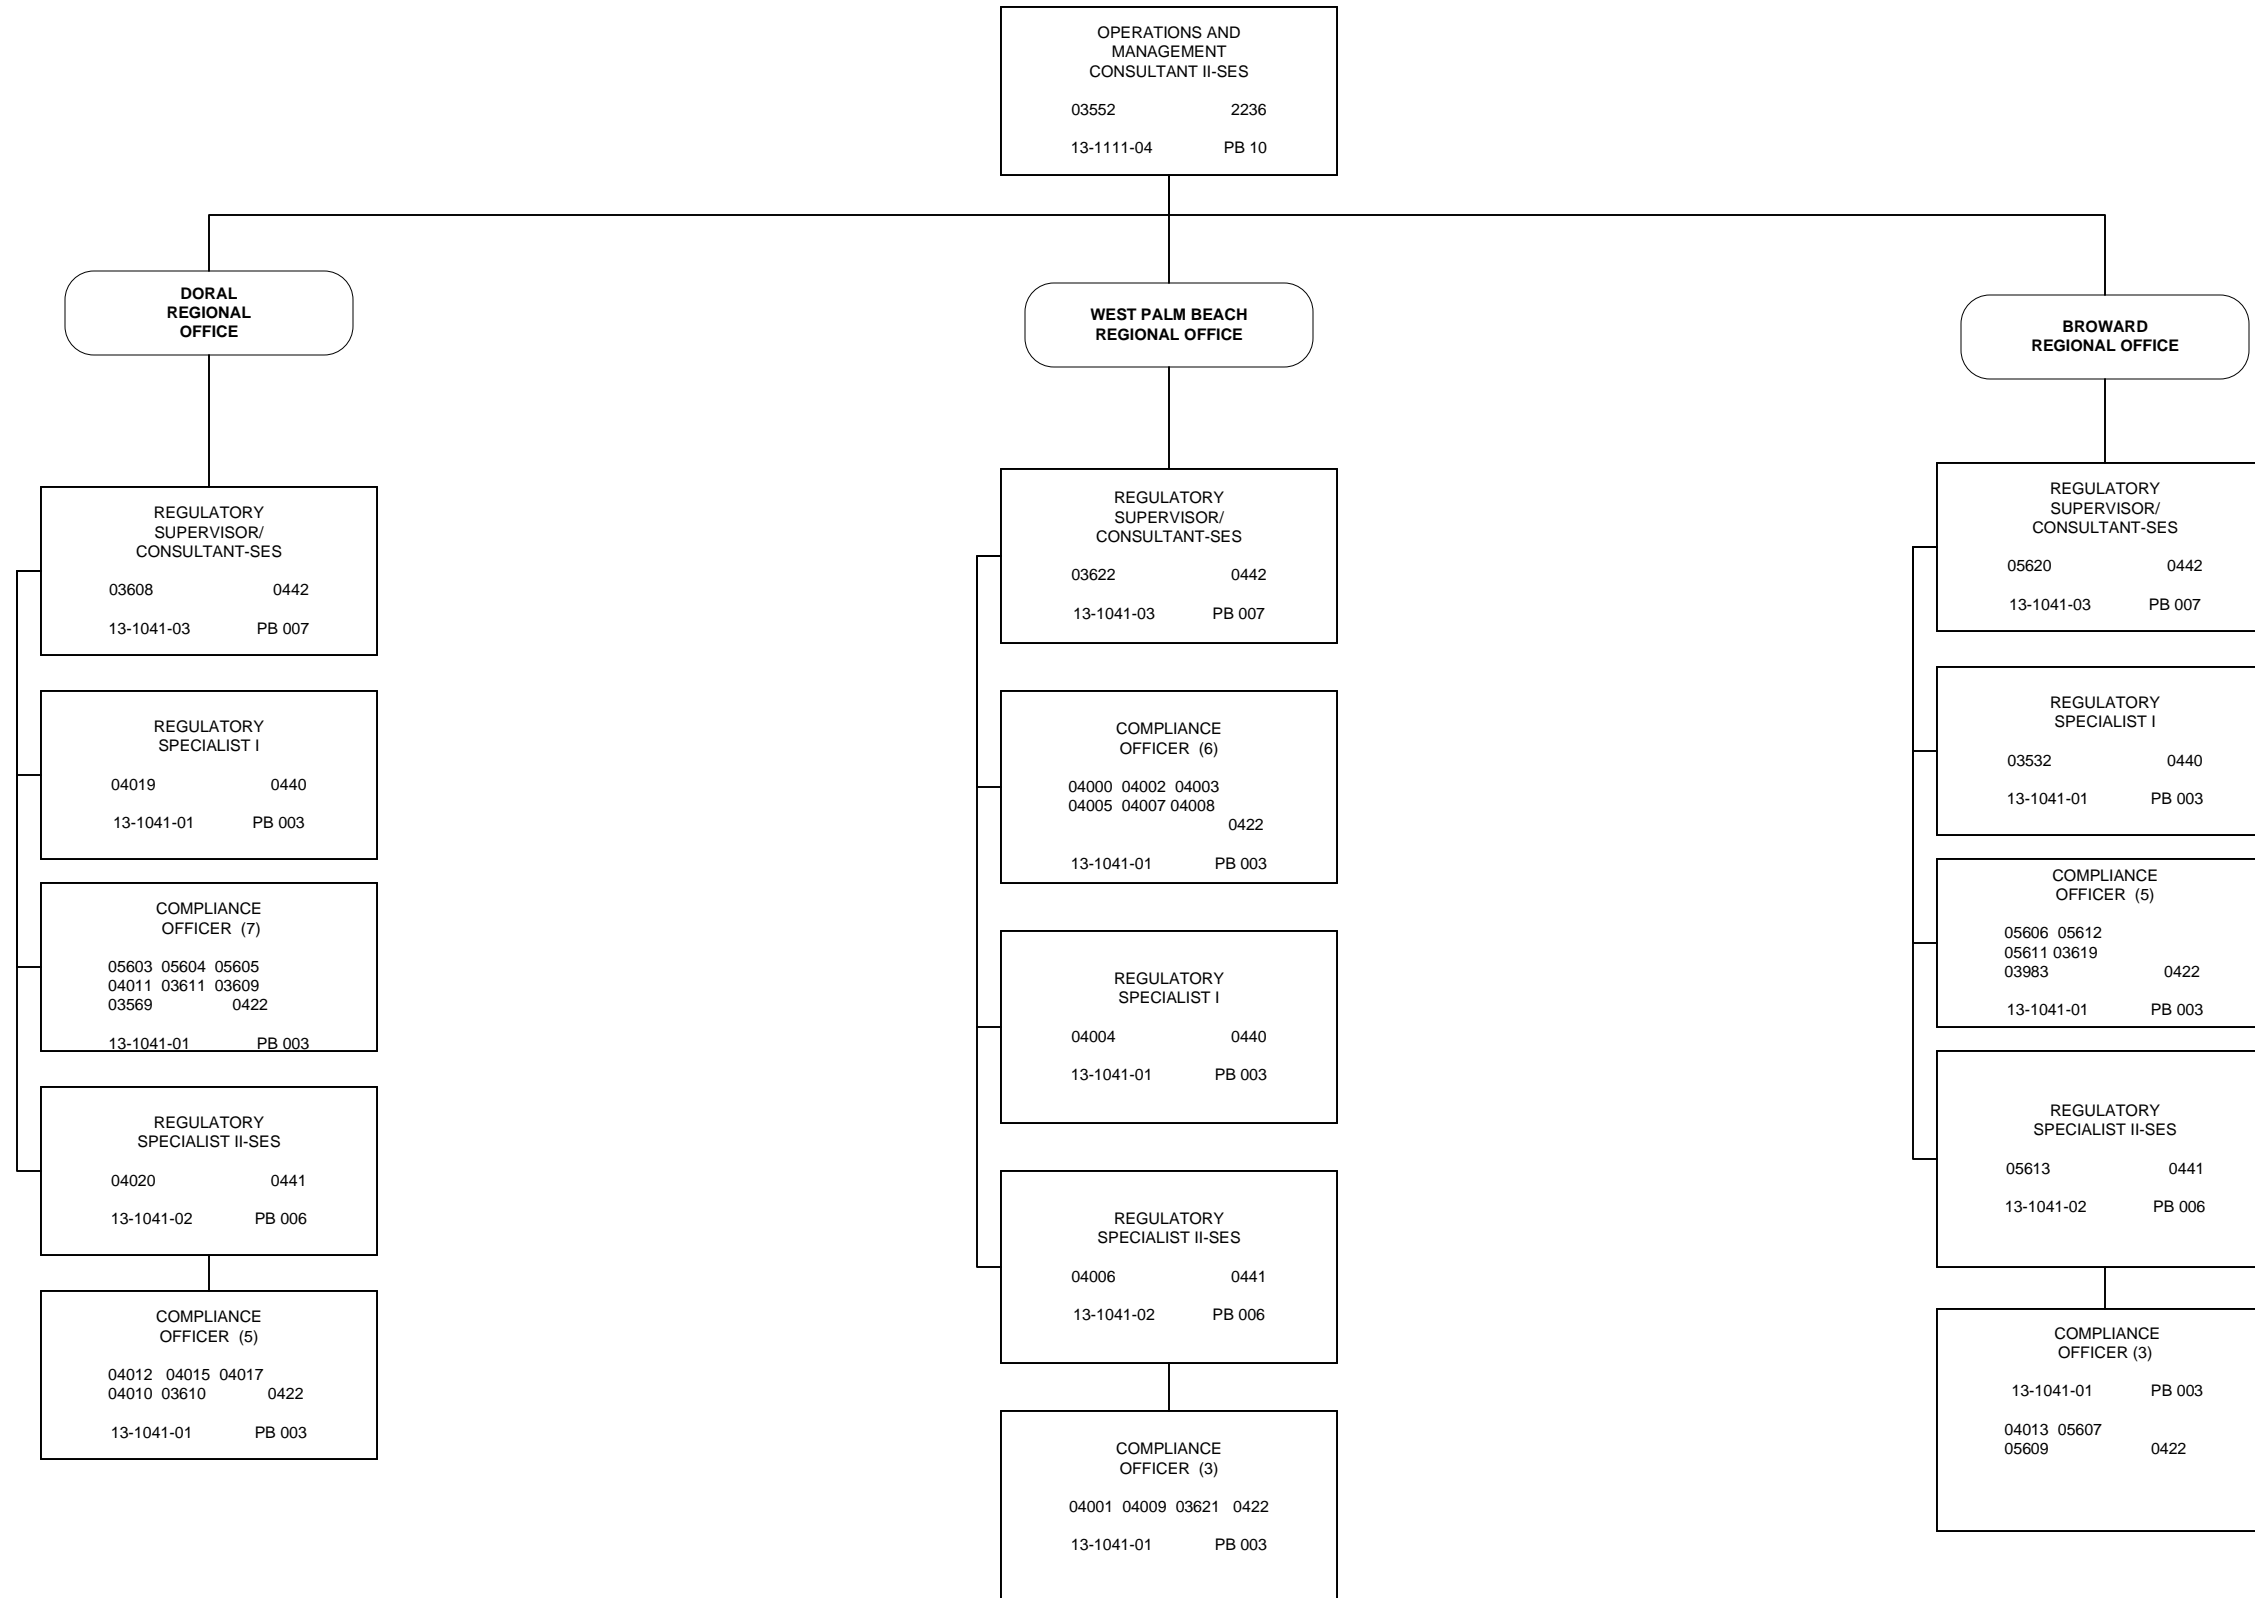 OPERATIONS AND
MANAGEMENT
CONSULTANT II-SES
03552 2236
13-1111-04 PB 10
DORAL
REGIONAL
OFFICE
REGULATORY
SUPERVISOR/
CONSULTANT-SES
03608 0442
13-1041-03 PB 007
REGULATORY
SPECIALIST I
04019 0440
13-1041-01 PB 003
COMPLIANCE
OFFICER (7)
05603 05604 05605
04011 03611 03609
03569 0422
13-1041-01 PB 003
REGULATORY
SPECIALIST II-SES
04020 0441
13-1041-02 PB 006
COMPLIANCE
OFFICER (5)
04012 04015 04017
04010 03610 0422
13-1041-01 PB 003
WEST PALM BEACH
REGIONAL OFFICE
REGULATORY
SUPERVISOR/
CONSULTANT-SES
03622 0442
13-1041-03 PB 007
COMPLIANCE
OFFICER (6)
04000 04002 04003
04005 04007 04008
0422
13-1041-01 PB 003
REGULATORY
SPECIALIST I
04004 0440
13-1041-01 PB 003
REGULATORY
SPECIALIST II-SES
04006 0441
13-1041-02 PB 006
COMPLIANCE
OFFICER (3)
04001 04009 03621 0422
13-1041-01 PB 003
BROWARD
REGIONAL OFFICE
REGULATORY
SUPERVISOR/
CONSULTANT-SES
05620 0442
13-1041-03 PB 007
REGULATORY
SPECIALIST I
03532 0440
13-1041-01 PB 003
COMPLIANCE
OFFICER (5)
05606 05612
05611 03619
03983 0422
13-1041-01 PB 003
REGULATORY
SPECIALIST II-SES
05613 0441
13-1041-02 PB 006
COMPLIANCE
OFFICER (3)
13-1041-01 PB 003
04013 05607
05609 0422